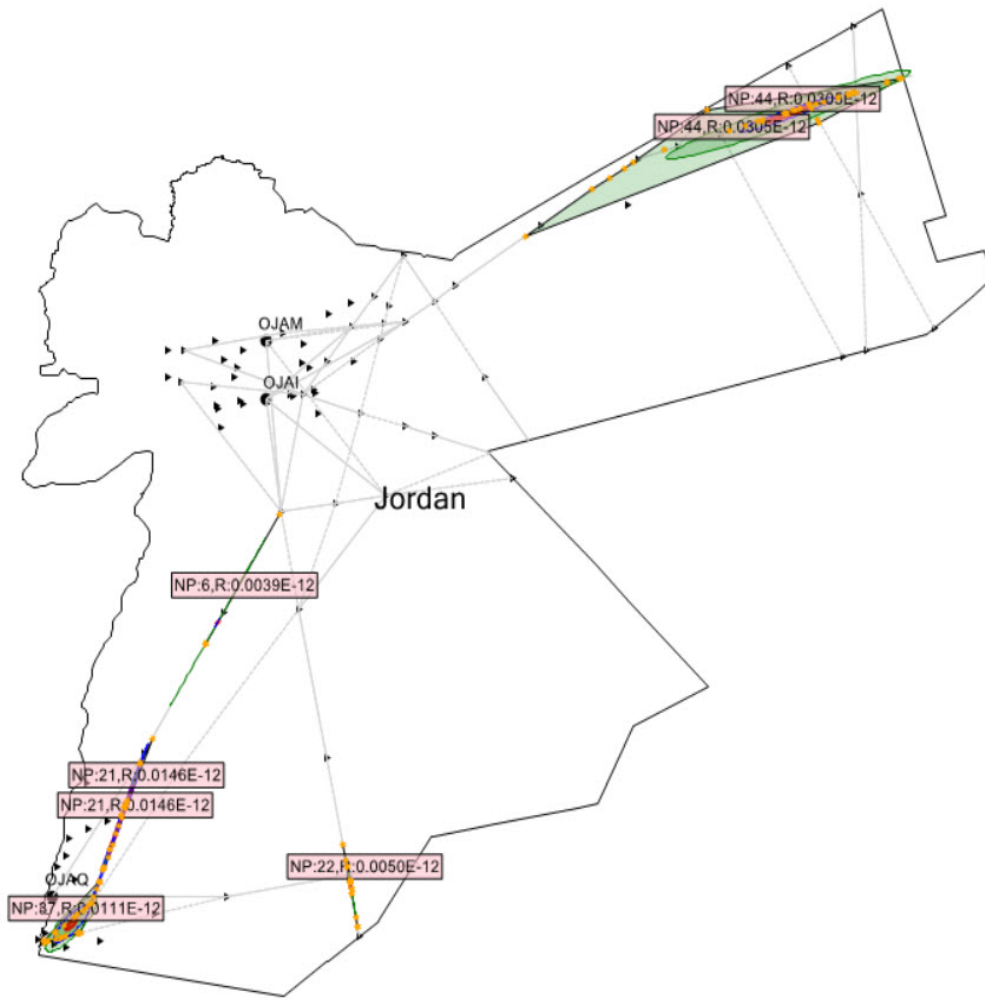 NP:44,R:0.0305E-12
NP:44,R:0.0305E-12
OJAM
OJAI
Jordan
NP:6,R:0.0039E-12
NP:21,R:0.0146E-12
NP:21,R:0.0146E-12
NP:22,R:0.0050E-12
OJAQ
NP:87,R:0.0111E-12